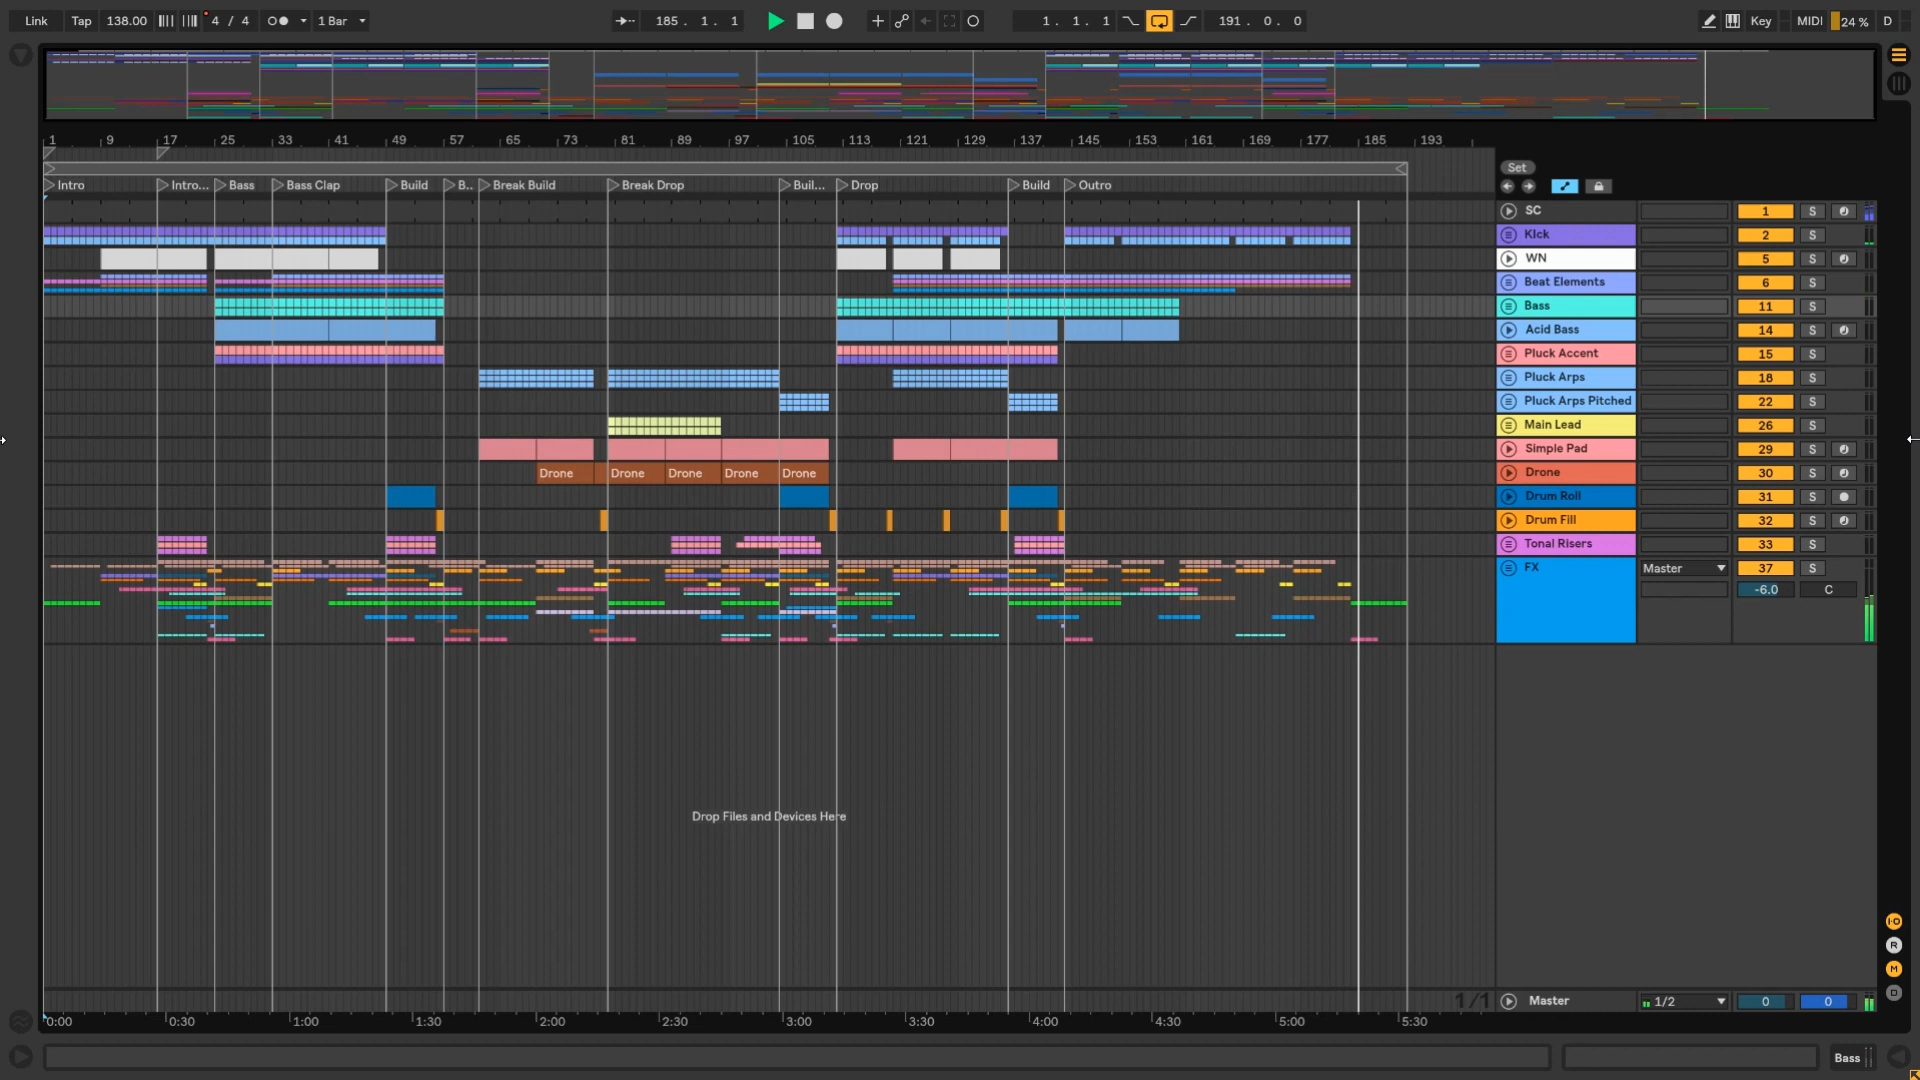 Link Tap 138.00 4 / 4 1 Bar 185. 1. 1 1. 1. 1 191. 0. 0 Key MIDI 24 % D
1 9 17 25 33 41 49 57 65 73 81 89 97 105 113 121 129 137 145 153 161 169 177 185 193
Set
Intro Intro... Bass Bass Clap Build B.. Break Build Break Drop Buil... Drop Build Outro
SC 1 S
KIck 2 S
WN 5 S
Beat Elements 6 S
Bass 11 S
Acid Bass 14 S
Pluck Accent 15 S
Pluck Arps 18 S
Pluck Arps Pitched 22 S
Main Lead 26 S
Simple Pad 29 S
Drone Drone Drone Drone Drone Drone 30 S
Drum Roll 31 S
Drum Fill 32 S
Tonal Risers 33 S
FX Master 37 S
-6.0 C
Drop Files and Devices Here
I·O
R
M
D
1/1 Master 1/2 0 0
0:00 0:30 1:00 1:30 2:00 2:30 3:00 3:30 4:00 4:30 5:00 5:30
Bass